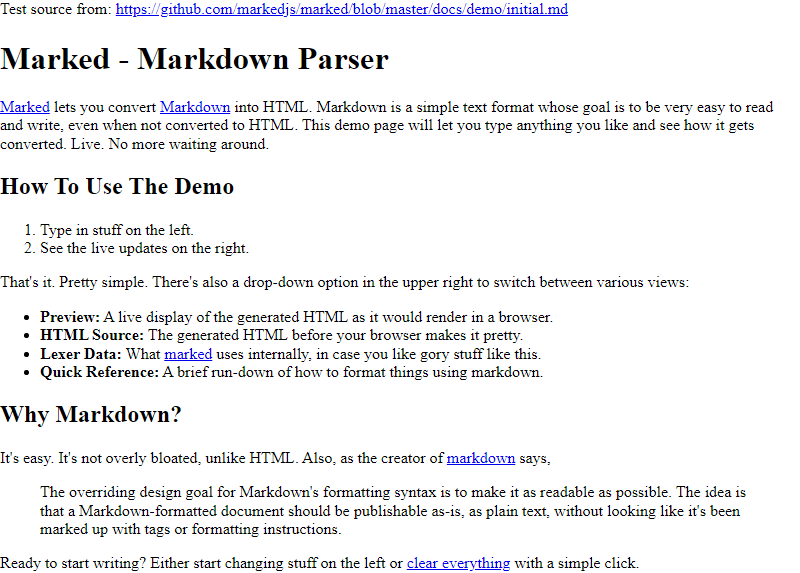 Test source from: https://github.com/markedjs/marked/blob/master/docs/demo/initial.md
Marked - Markdown Parser
Marked lets you convert Markdown into HTML. Markdown is a simple text format whose goal is to be very easy to read
and write, even when not converted to HTML. This demo page will let you type anything you like and see how it gets
converted. Live. No more waiting around.
How To Use The Demo
1. Type in stuff on the left.
2. See the live updates on the right.
That's it. Pretty simple. There's also a drop-down option in the upper right to switch between various views:
• Preview: A live display of the generated HTML as it would render in a browser.
• HTML Source: The generated HTML before your browser makes it pretty.
• Lexer Data: What marked uses internally, in case you like gory stuff like this.
• Quick Reference: A brief run-down of how to format things using markdown.
Why Markdown?
It's easy. It's not overly bloated, unlike HTML. Also, as the creator of markdown says,
The overriding design goal for Markdown's formatting syntax is to make it as readable as possible. The idea is
that a Markdown-formatted document should be publishable as-is, as plain text, without looking like it's been
marked up with tags or formatting instructions.
Ready to start writing? Either start changing stuff on the left or clear everything with a simple click.